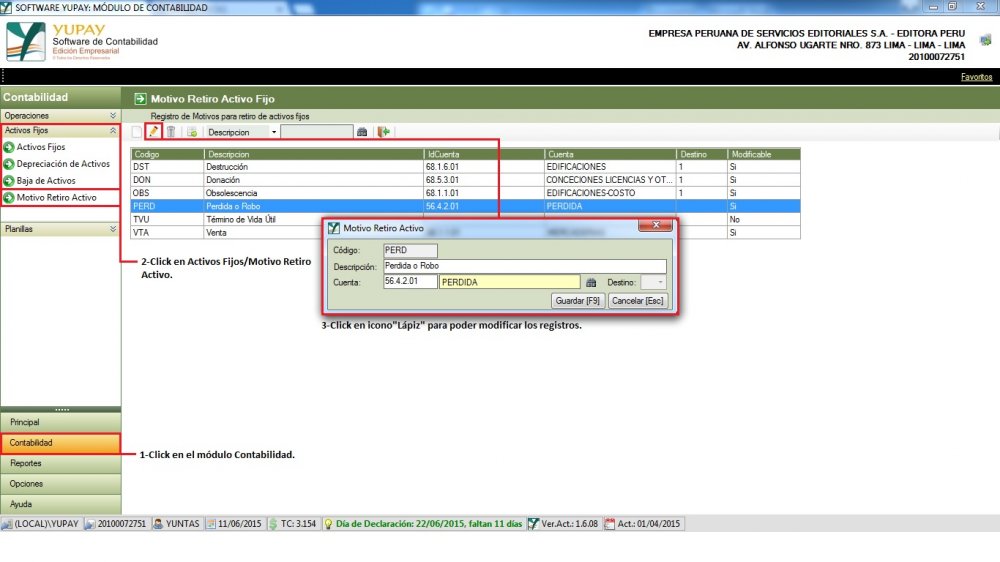 SOFTWARE YUPAY: MÓDULO DE CONTABILIDAD
YUPAY
Software de Contabilidad
Edición Empresarial
EMPRESA PERUANA DE SERVICIOS EDITORIALES S.A. - EDITORA PERU
AV. ALFONSO UGARTE NRO. 873 LIMA - LIMA - LIMA
20100072751
Favoritos
Contabilidad
Operaciones
Activos Fijos
Activos Fijos
Depreciación de Activos
Baja de Activos
Motivo Retiro Activo
Planillas
Motivo Retiro Activo Fijo
Registro de Motivos para retiro de activos fijos
Descripcion
Codigo Descripcion IdCuenta Cuenta Destino Modificable
DST Destrucción 68.1.6.01 EDIFICACIONES 1 Si
DON Donación 68.5.3.01 CONCECIONES LICENCIAS Y OT... 1 Si
OBS Obsolescencia 68.1.1.01 EDIFICACIONES-COSTO 1 Si
PERD Perdida o Robo 56.4.2.01 PERDIDA Si
TVU Término de Vida Útil No
VTA Venta Si
Motivo Retiro Activo
Código: PERD
Descripción: Perdida o Robo
Cuenta: 56.4.2.01 PERDIDA Destino:
Guardar [F9] Cancelar [Esc]
2-Click en Activos Fijos/Motivo Retiro
Activo.
3-Click en icono"Lápiz" para poder modificar los registros.
Principal
Contabilidad
Reportes
Opciones
Ayuda
1-Click en el módulo Contabilidad.
(LOCAL)\YUPAY 20100072751 YUNTAS 11/06/2015 TC: 3.154 Día de Declaración: 22/06/2015, faltan 11 días Ver.Act.: 1.6.08 Act.: 01/04/2015